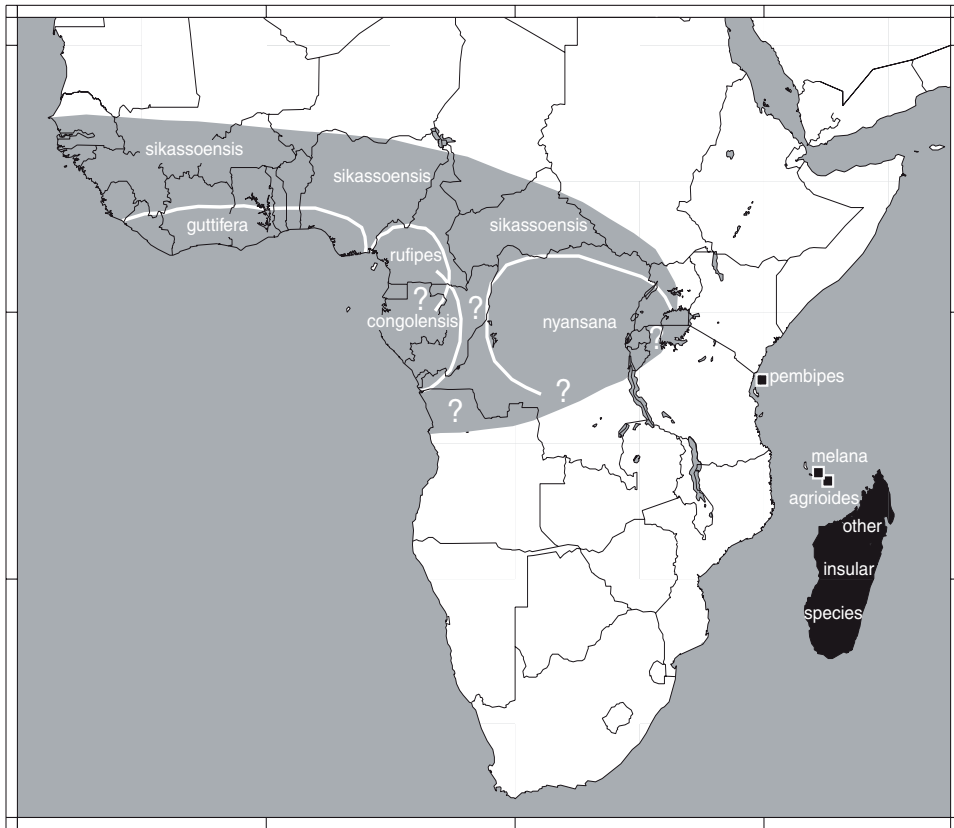 sikassoensis
sikassoensis
guttifera
sikassoensis
rufipes
? ?
?
congolensis
nyansana
?
pembipes
?
?
melana
agrioides
other
insular
species